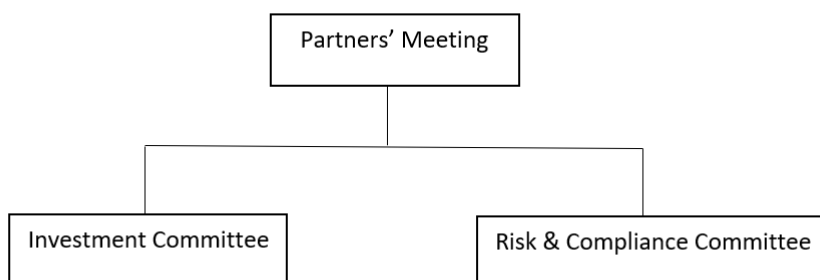 Partners’ Meeting
Investment Committee
Risk & Compliance Committee